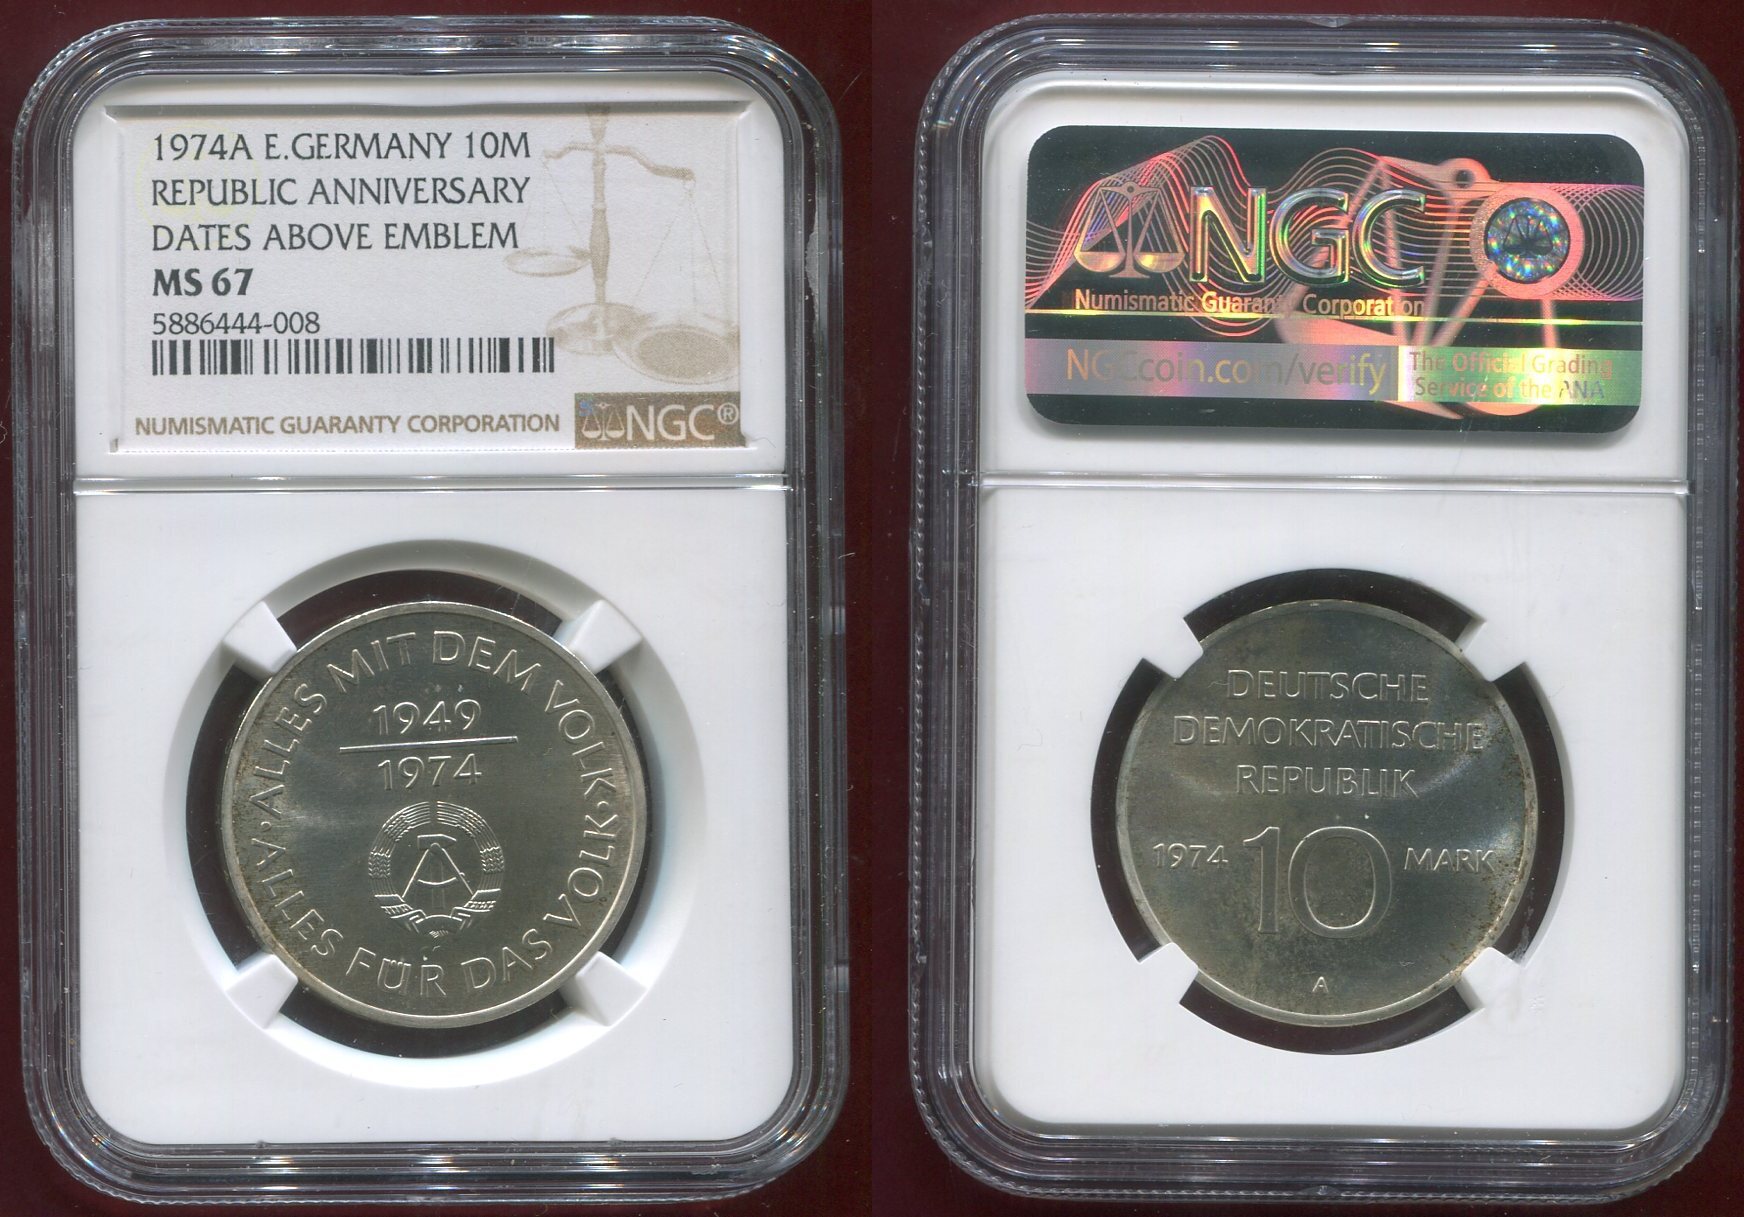 1974A E.GERMANY 10M
REPUBLIC ANNIVERSARY
DATES ABOVE EMBLEM
MS 67
5886444-008
NUMISMATIC GUARANTY CORPORATION
NGC®
ALLES MIT DEM VOLK · ALLES FÜR DAS VOLK ·
1949
1974
NGC
Numismatic Guaranty Corporation
NGCcoin.com/verify
The Official Grading
Service of the ANA
DEUTSCHE
DEMOKRATISCHE
REPUBLIK
1974 10 MARK
A